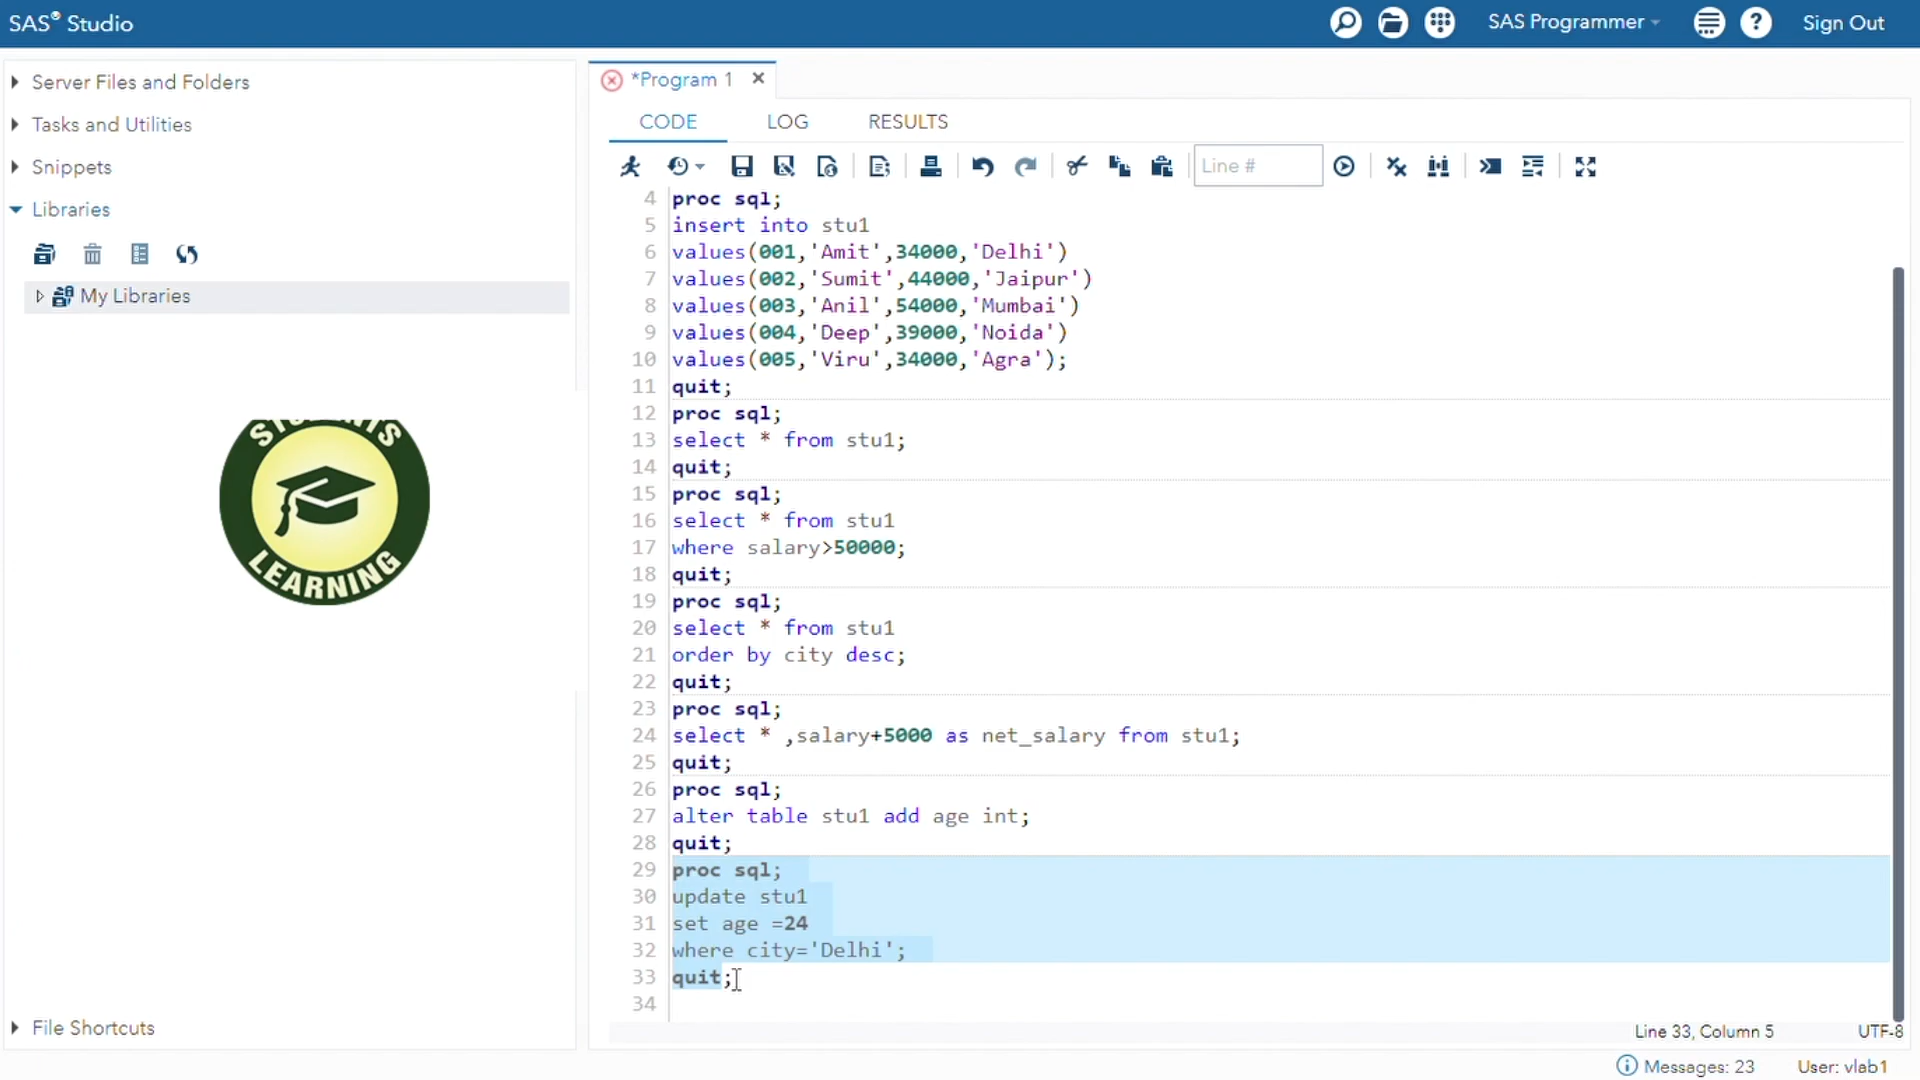 SAS® Studio
SAS Programmer
Sign Out
Server Files and Folders
Tasks and Utilities
Snippets
Libraries
My Libraries
STUDENTS
LEARNING
File Shortcuts
*Program 1
CODE LOG RESULTS
Line #
4 proc sql;
5 insert into stu1
6 values(001,'Amit',34000,'Delhi')
7 values(002,'Sumit',44000,'Jaipur')
8 values(003,'Anil',54000,'Mumbai')
9 values(004,'Deep',39000,'Noida')
10 values(005,'Viru',34000,'Agra');
11 quit;
12 proc sql;
13 select * from stu1;
14 quit;
15 proc sql;
16 select * from stu1
17 where salary>50000;
18 quit;
19 proc sql;
20 select * from stu1
21 order by city desc;
22 quit;
23 proc sql;
24 select * ,salary+5000 as net_salary from stu1;
25 quit;
26 proc sql;
27 alter table stu1 add age int;
28 quit;
29 proc sql;
30 update stu1
31 set age =24
32 where city='Delhi';
33 quit;
34
Line 33, Column 5 UTF-8
Messages: 23 User: vlab1